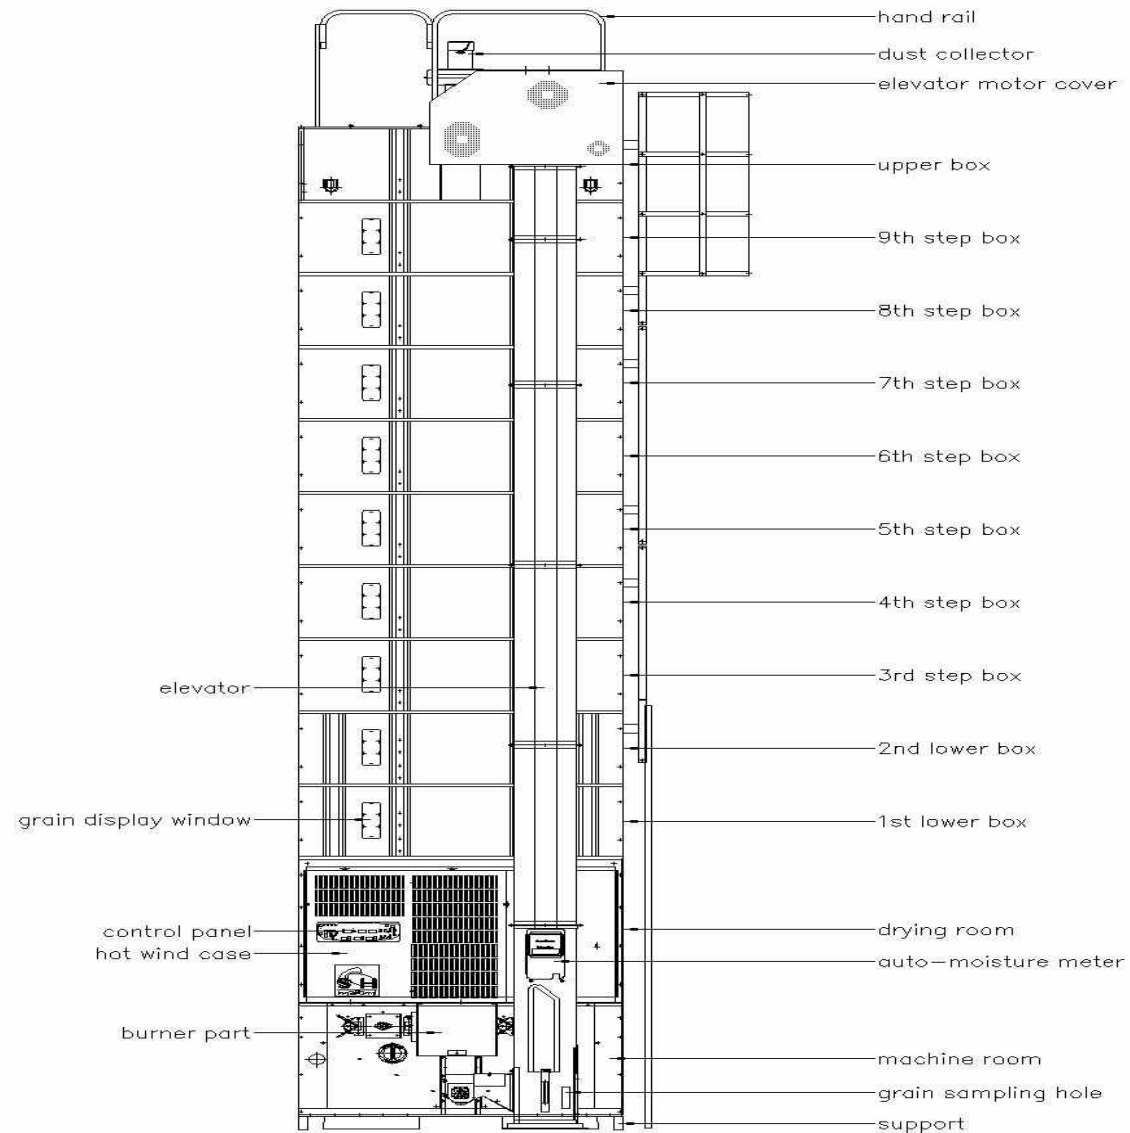 hand rail
dust collector
elevator motor cover
upper box
9th step box
8th step box
7th step box
6th step box
5th step box
4th step box
3rd step box
elevator
2nd lower box
grain display window
1st lower box
control panel
drying room
hot wind case
auto-moisture meter
burner part
machine room
grain sampling hole
support